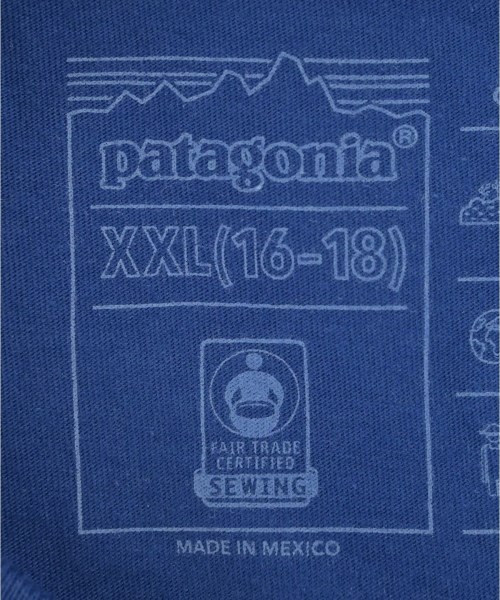 patagonia®
XXL(16-18)
FAIR TRADE
CERTIFIED
SEWING
MADE IN MEXICO